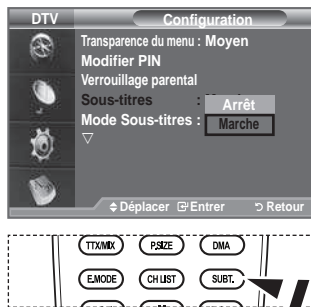 DTV Configuration
Transparence du menu : Moyen
Modifier PIN
Verrouillage parental
Sous-titres :
Arrêt
Mode Sous-titres :
Marche
Déplacer Entrer Retour
TTX/MIX P.SIZE DMA
E.MODE CH LIST SUBT.